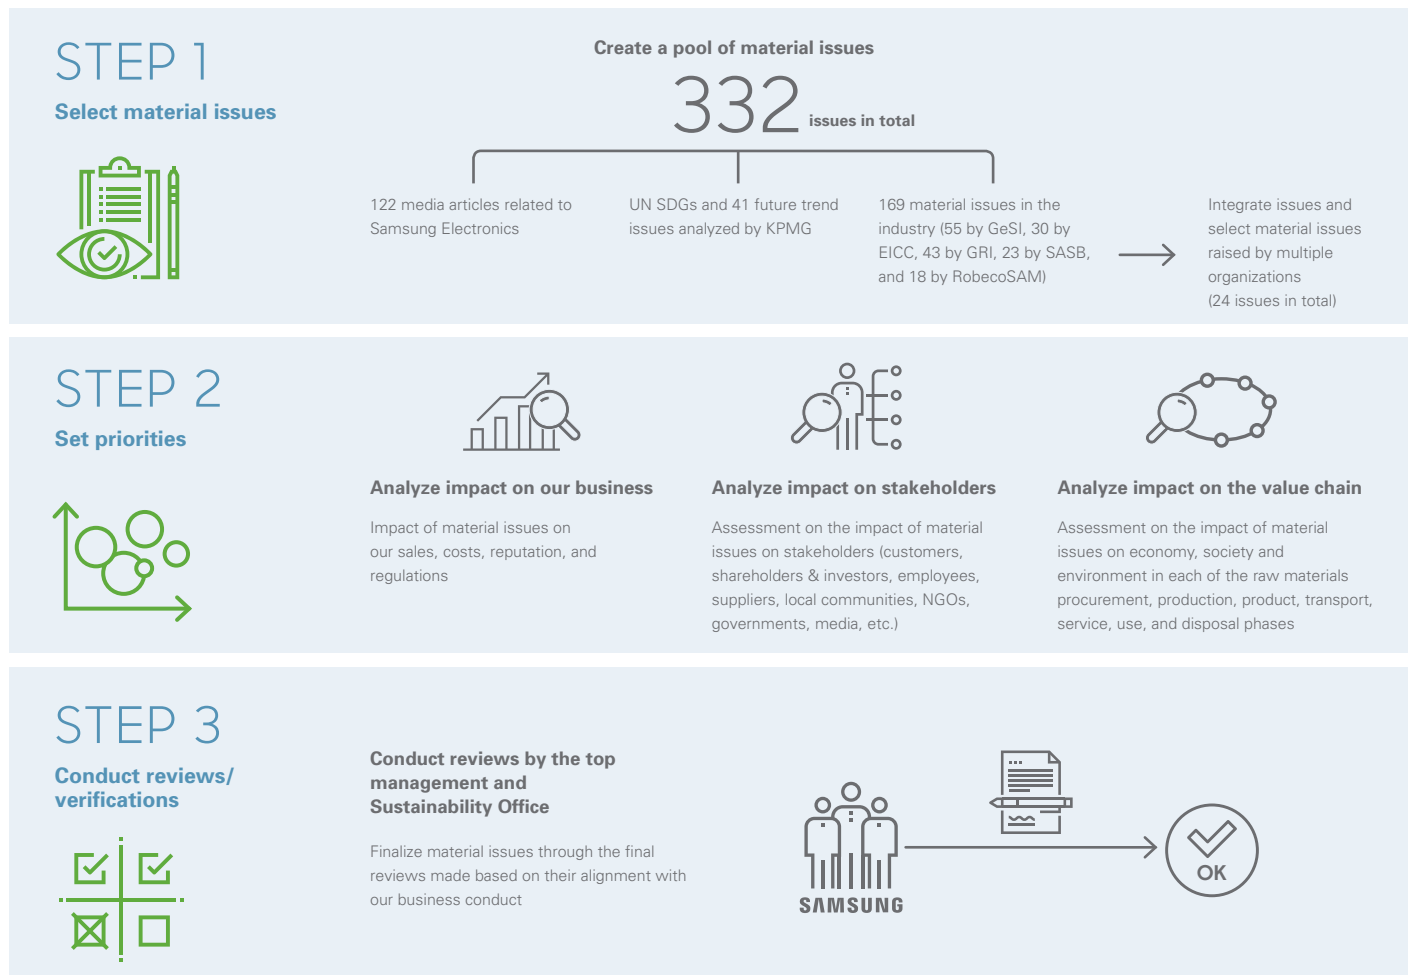 STEP 1
Select material issues
Create a pool of material issues
332 issues in total
122 media articles related to
Samsung Electronics
UN SDGs and 41 future trend
issues analyzed by KPMG
169 material issues in the
industry (55 by GeSI, 30 by
EICC, 43 by GRI, 23 by SASB,
and 18 by RobecoSAM)
Integrate issues and
select material issues
raised by multiple
organizations
(24 issues in total)
STEP 2
Set priorities
Analyze impact on our business
Impact of material issues on
our sales, costs, reputation, and
regulations
Analyze impact on stakeholders
Assessment on the impact of material
issues on stakeholders (customers,
shareholders & investors, employees,
suppliers, local communities, NGOs,
governments, media, etc.)
Analyze impact on the value chain
Assessment on the impact of material
issues on economy, society and
environment in each of the raw materials
procurement, production, product, transport,
service, use, and disposal phases
STEP 3
Conduct reviews/
verifications
Conduct reviews by the top
management and
Sustainability Office
Finalize material issues through the final
reviews made based on their alignment with
our business conduct
SAMSUNG
OK